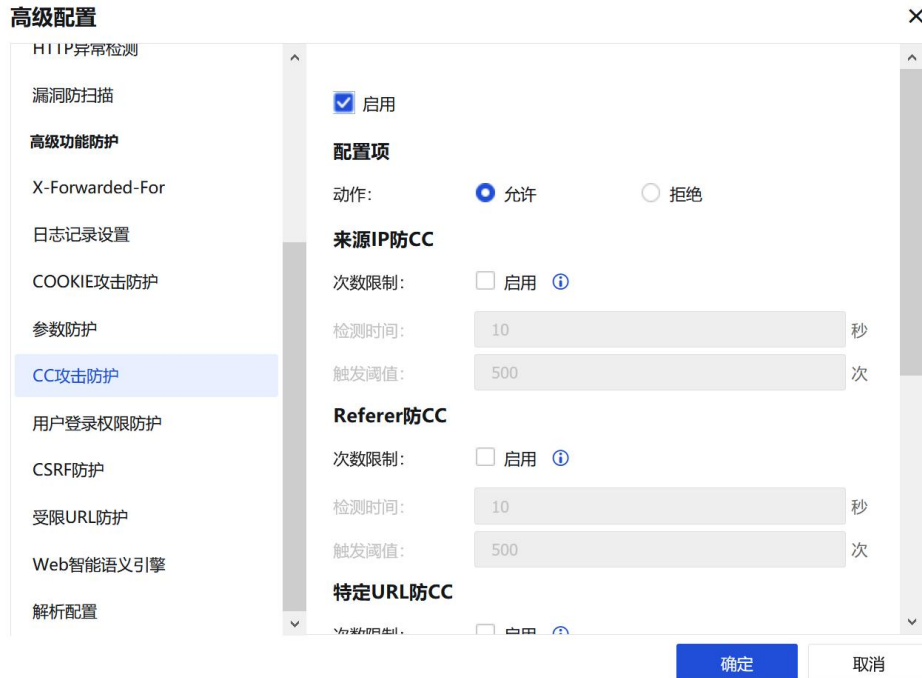 高级配置
HTTP异常检测
漏洞防扫描
高级功能防护
X-Forwarded-For
日志记录设置
COOKIE攻击防护
参数防护
CC攻击防护
用户登录权限防护
CSRF防护
受限URL防护
Web智能语义引擎
解析配置
启用
配置项
动作： 允许 拒绝
来源IP防CC
次数限制： 启用
检测时间： 10 秒
触发阈值： 500 次
Referer防CC
次数限制： 启用
检测时间： 10 秒
触发阈值： 500 次
特定URL防CC
次数限制： 启用
确定 取消